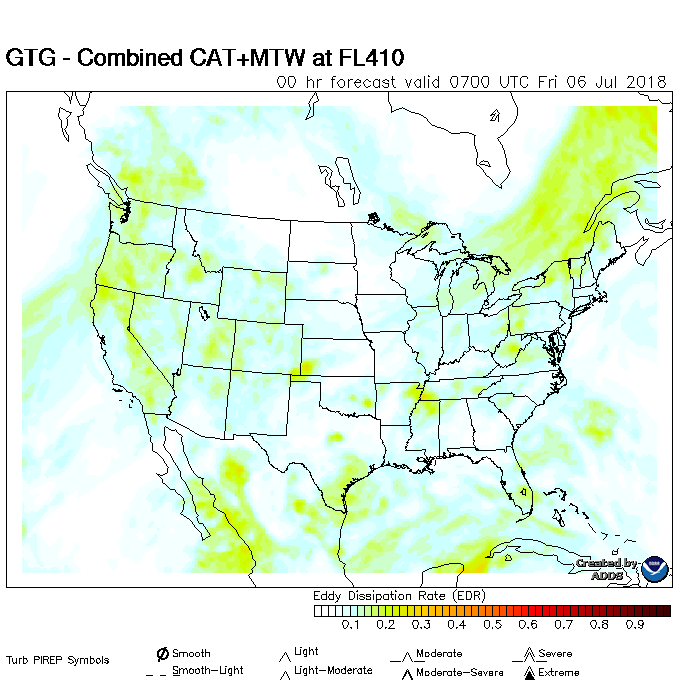 GTG - Combined CAT+MTW at FL410
00 hr forecast valid 0700 UTC Fri 06 Jul 2018
Created by
ADDS
Eddy Dissipation Rate (EDR)
0.1 0.2 0.3 0.4 0.5 0.6 0.7 0.8 0.9
Turb PIREP Symbols
Smooth Light Moderate Severe
Smooth-Light Light-Moderate Moderate-Severe Extreme